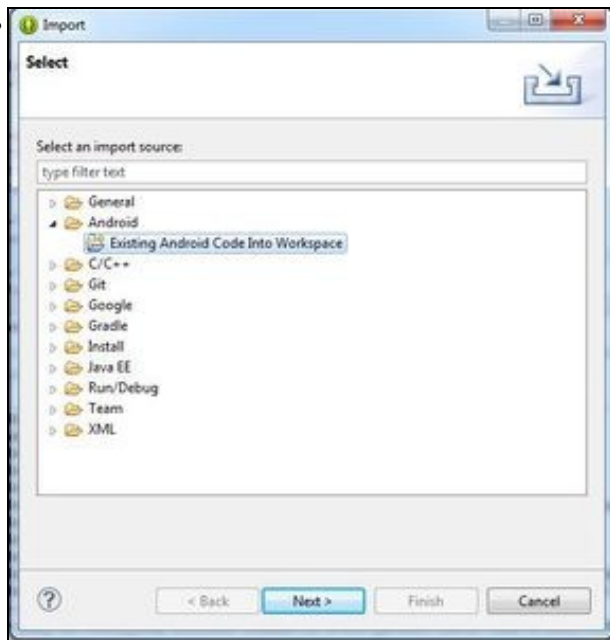 Import
Select
Select an import source:
type filter text
General
Android
Existing Android Code Into Workspace
C/C++
Git
Google
Gradle
Install
Java EE
Run/Debug
Team
XML
?
< Back Next > Finish Cancel